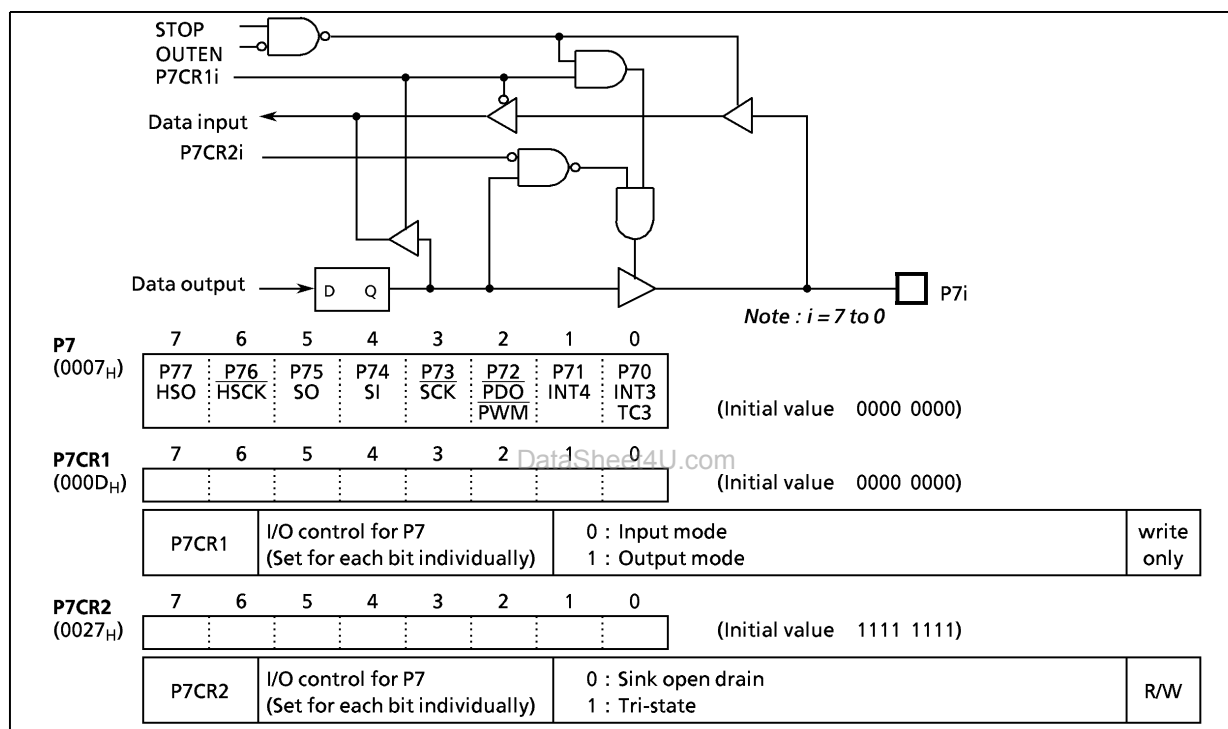 STOP
OUTEN
P7CR1i
Data input
P7CR2i
Data output
D Q
P7i
Note : i = 7 to 0
P7 7 6 5 4 3 2 1 0
(0007H)
P77 P76 P75 P74 P73 P72 P71 P70
HSO HSCK SO SI SCK PDO INT4 INT3
PWM TC3
(Initial value 0000 0000)
P7CR1 7 6 5 4 3 2 1 0
DataSheet4U.com
(000DH) (Initial value 0000 0000)
P7CR1 I/O control for P7 0 : Input mode write
(Set for each bit individually) 1 : Output mode only
P7CR2 7 6 5 4 3 2 1 0
(0027H) (Initial value 1111 1111)
P7CR2 I/O control for P7 0 : Sink open drain R/W
(Set for each bit individually) 1 : Tri-state